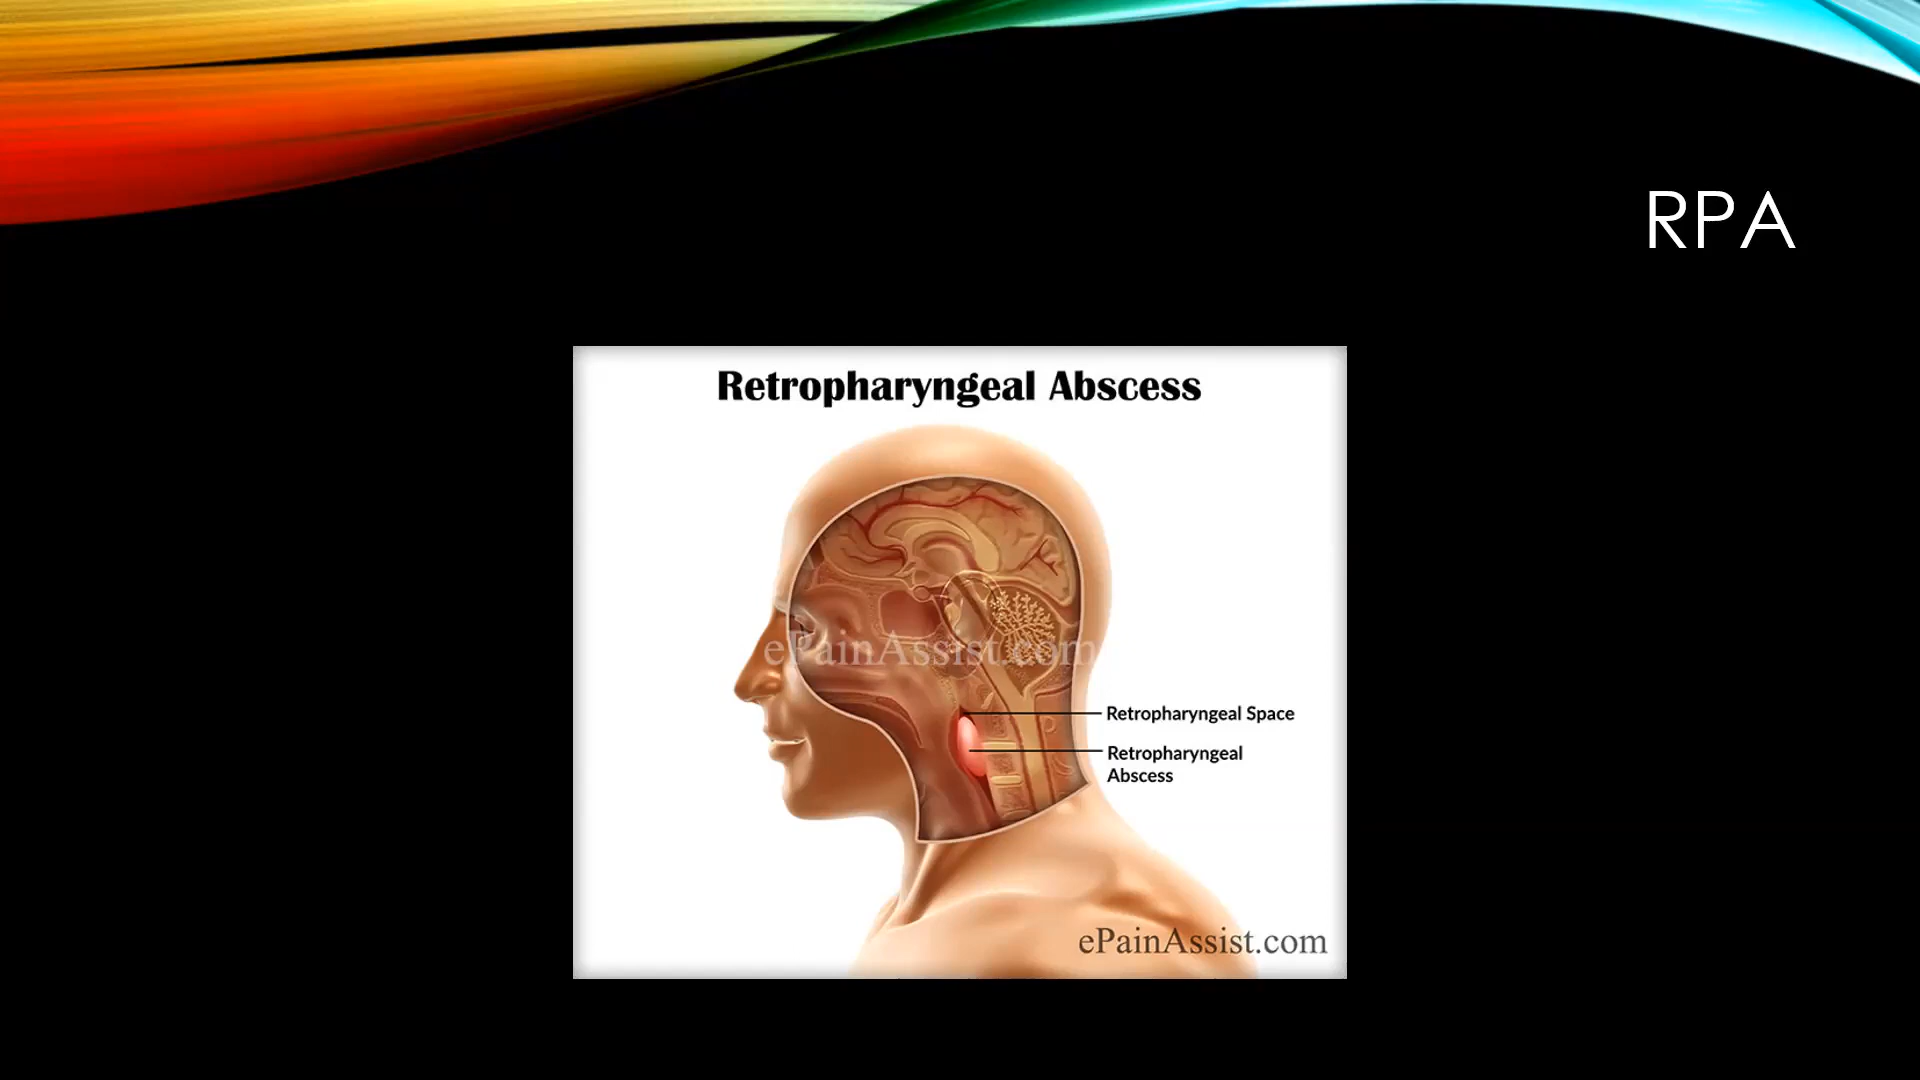 RPA
Retropharyngeal Abscess
ePainAssist.com
Retropharyngeal Space
Retropharyngeal
Abscess
ePainAssist.com